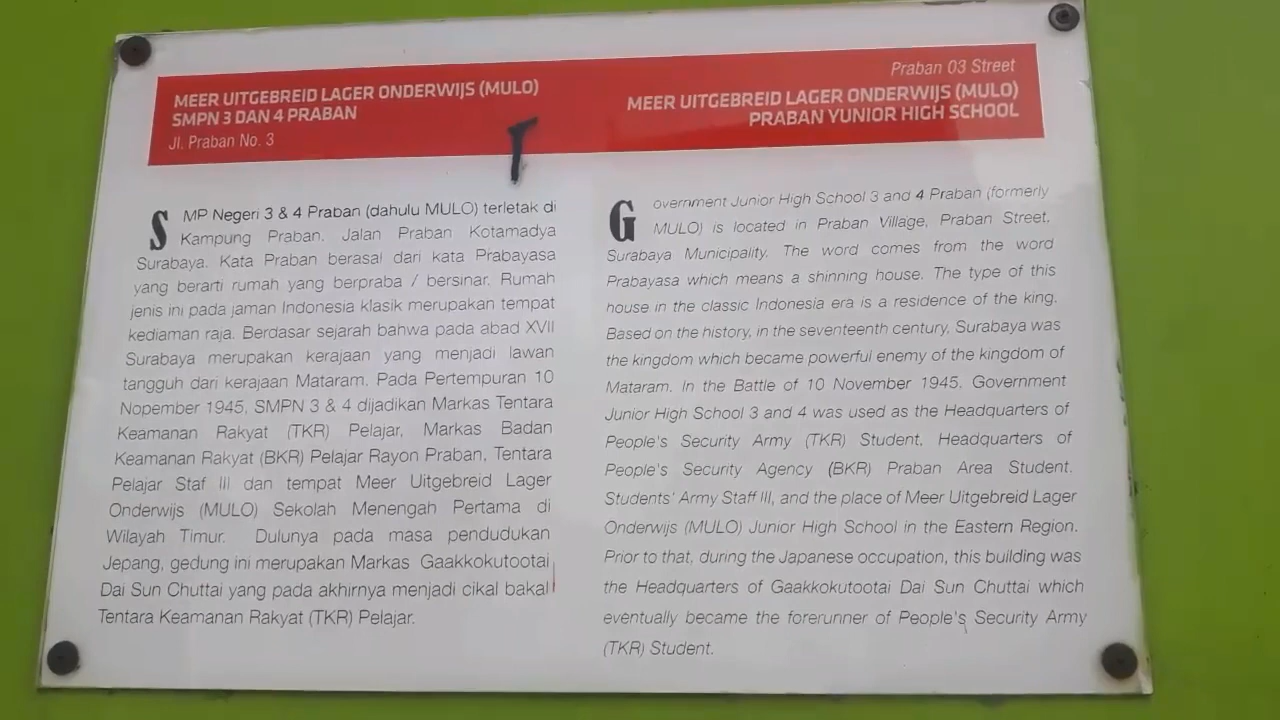 MEER UITGEBREID LAGER ONDERWIJS (MULO)
SMPN 3 DAN 4 PRABAN
Jl. Praban No. 3
Praban 03 Street
MEER UITGEBREID LAGER ONDERWIJS (MULO)
PRABAN YUNIOR HIGH SCHOOL
SMP Negeri 3 & 4 Praban (dahulu MULO) terletak di
Kampung Praban, Jalan Praban Kotamadya
Surabaya. Kata Praban berasal dari kata Prabayasa
yang berarti rumah yang berpraba / bersinar. Rumah
jenis ini pada jaman Indonesia klasik merupakan tempat
kediaman raja. Berdasar sejarah bahwa pada abad XVII
Surabaya merupakan kerajaan yang menjadi lawan
tangguh dari kerajaan Mataram. Pada Pertempuran 10
Nopember 1945, SMPN 3 & 4 dijadikan Markas Tentara
Keamanan Rakyat (TKR) Pelajar, Markas Badan
Keamanan Rakyat (BKR) Pelajar Rayon Praban, Tentara
Pelajar Staf III dan tempat Meer Uitgebreid Lager
Onderwijs (MULO) Sekolah Menengah Pertama di
Wilayah Timur. Dulunya pada masa pendudukan
Jepang, gedung ini merupakan Markas Gaakkokutootai
Dai Sun Chuttai yang pada akhirnya menjadi cikal bakal
Tentara Keamanan Rakyat (TKR) Pelajar.
Government Junior High School 3 and 4 Praban (formerly
MULO) is located in Praban Village, Praban Street,
Surabaya Municipality. The word comes from the word
Prabayasa which means a shinning house. The type of this
house in the classic Indonesia era is a residence of the king.
Based on the history, in the seventeenth century, Surabaya was
the kingdom which became powerful enemy of the kingdom of
Mataram. In the Battle of 10 November 1945, Government
Junior High School 3 and 4 was used as the Headquarters of
People's Security Army (TKR) Student, Headquarters of
People's Security Agency (BKR) Praban Area Student,
Students' Army Staff III, and the place of Meer Uitgebreid Lager
Onderwijs (MULO) Junior High School in the Eastern Region.
Prior to that, during the Japanese occupation, this building was
the Headquarters of Gaakkokutootai Dai Sun Chuttai which
eventually became the forerunner of People's Security Army
(TKR) Student.